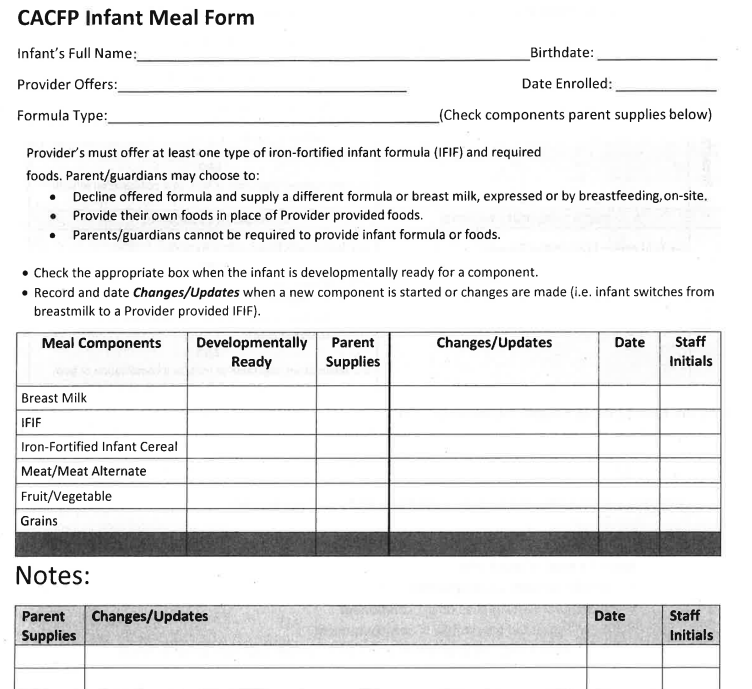 CACFP Infant Meal Form
Infant's Full Name: Birthdate:
Provider Offers: Date Enrolled:
Formula Type: (Check components parent supplies below)
Provider's must offer at least one type of iron-fortified infant formula (IFIF) and required
foods. Parent/guardians may choose to:
• Decline offered formula and supply a different formula or breast milk, expressed or by breastfeeding, on-site.
• Provide their own foods in place of Provider provided foods.
• Parents/guardians cannot be required to provide infant formula or foods.
• Check the appropriate box when the infant is developmentally ready for a component.
• Record and date Changes/Updates when a new component is started or changes are made (i.e. infant switches from
breastmilk to a Provider provided IFIF).
Meal Components Developmentally Parent Changes/Updates Date Staff
Ready Supplies Initials
Breast Milk
IFIF
Iron-Fortified Infant Cereal
Meat/Meat Alternate
Fruit/Vegetable
Grains
Notes:
Parent Changes/Updates Date Staff
Supplies Initials